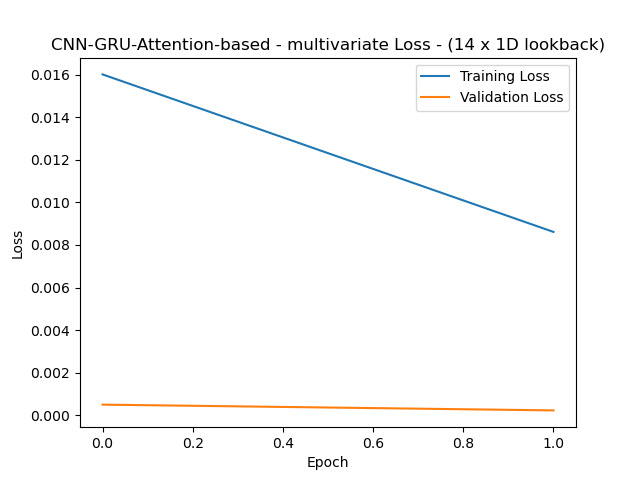 CNN-GRU-Attention-based - multivariate Loss - (14 x 1D lookback)
Training Loss
Validation Loss
0.016
0.014
0.012
0.010
0.008
0.006
0.004
0.002
0.000
Loss
0.0 0.2 0.4 0.6 0.8 1.0
Epoch